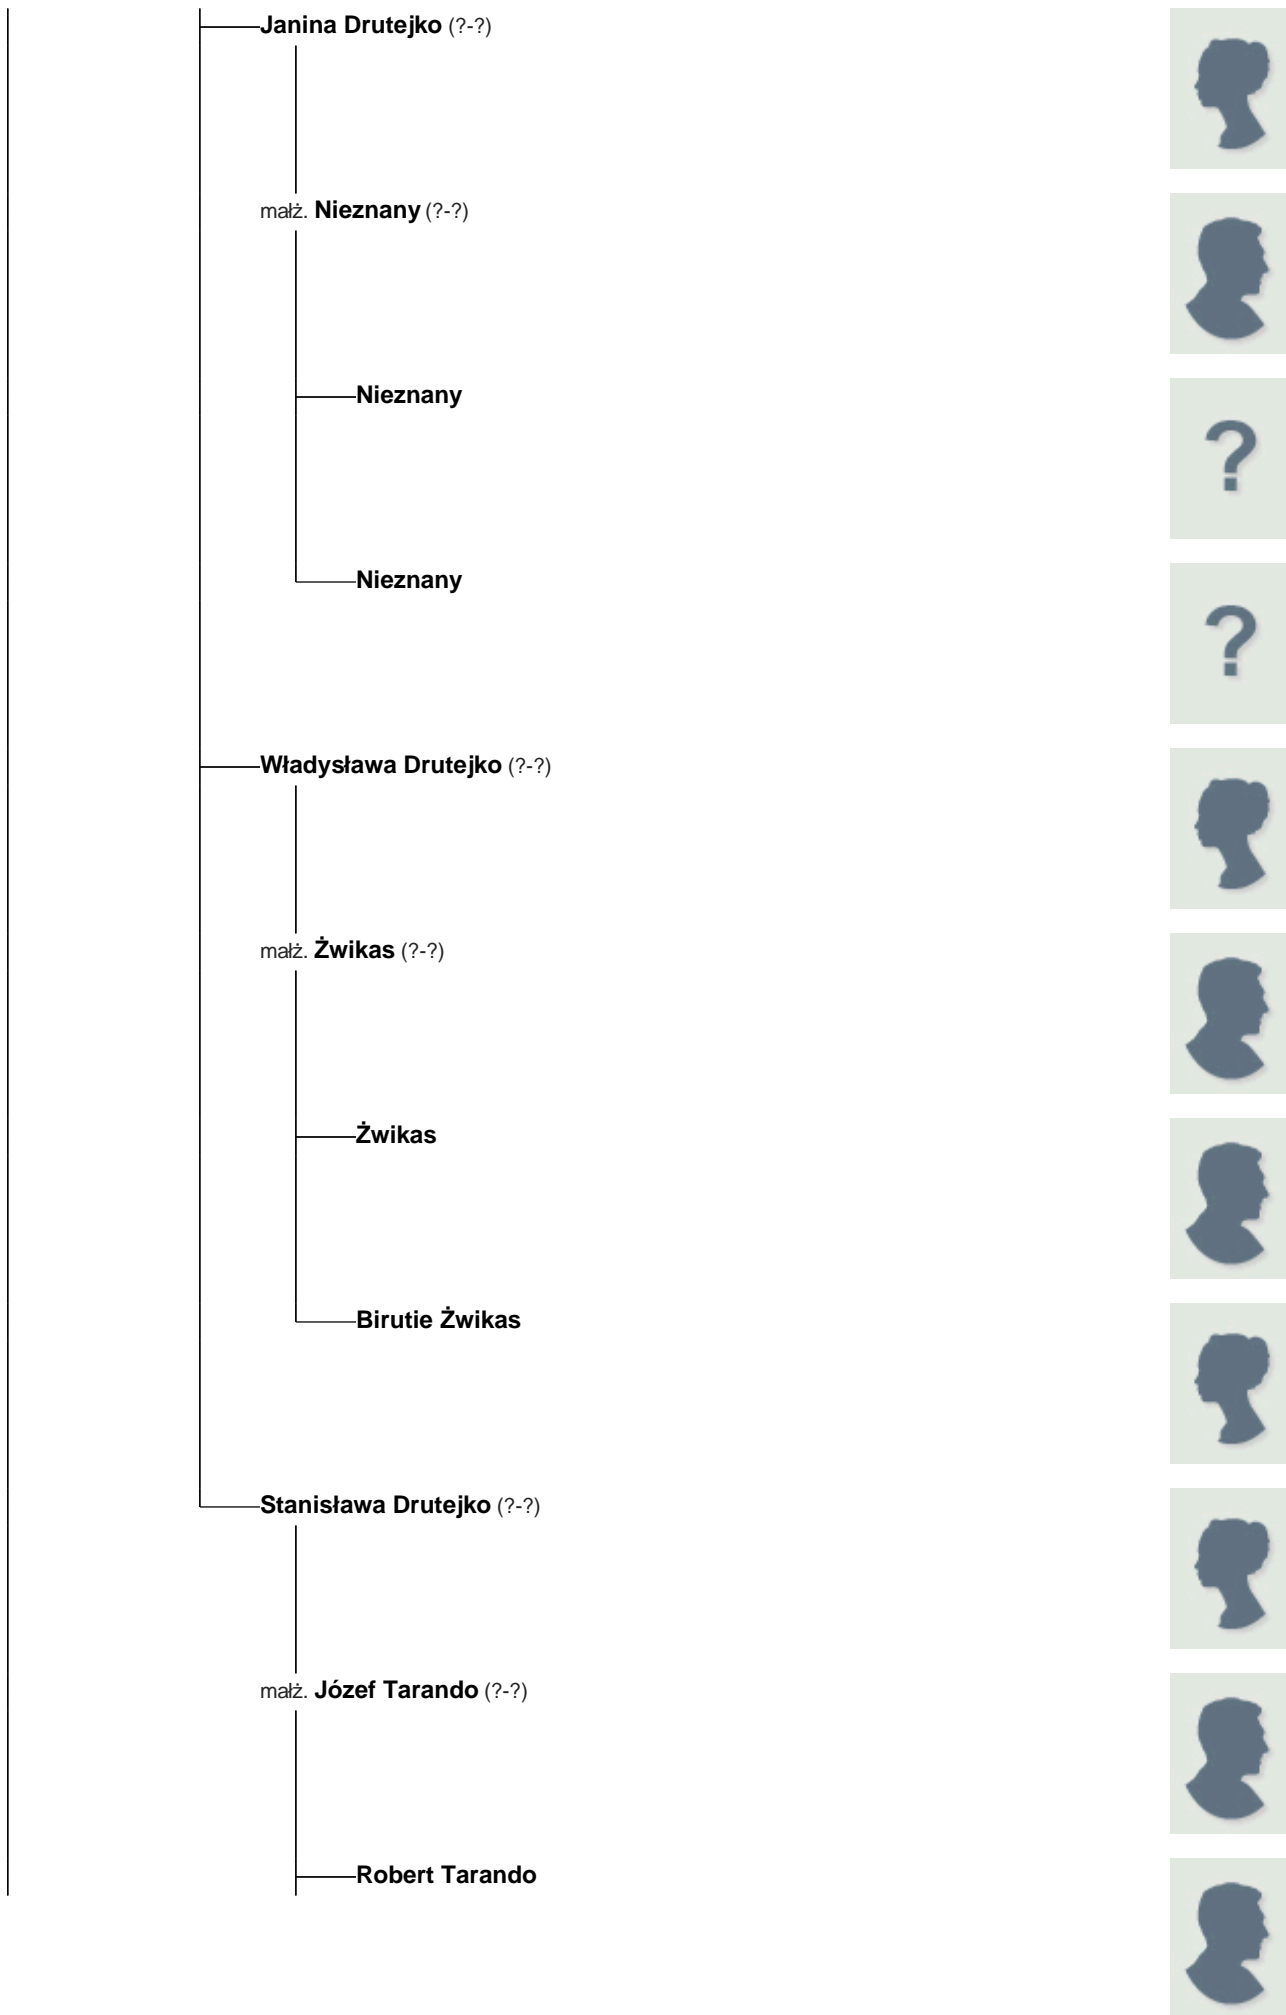 Janina Drutejko (?-?)
małż. Nieznany (?-?)
Nieznany
?
Nieznany
?
Władysława Drutejko (?-?)
małż. Żwikas (?-?)
Żwikas
Birutie Żwikas
Stanisława Drutejko (?-?)
małż. Józef Tarando (?-?)
Robert Tarando